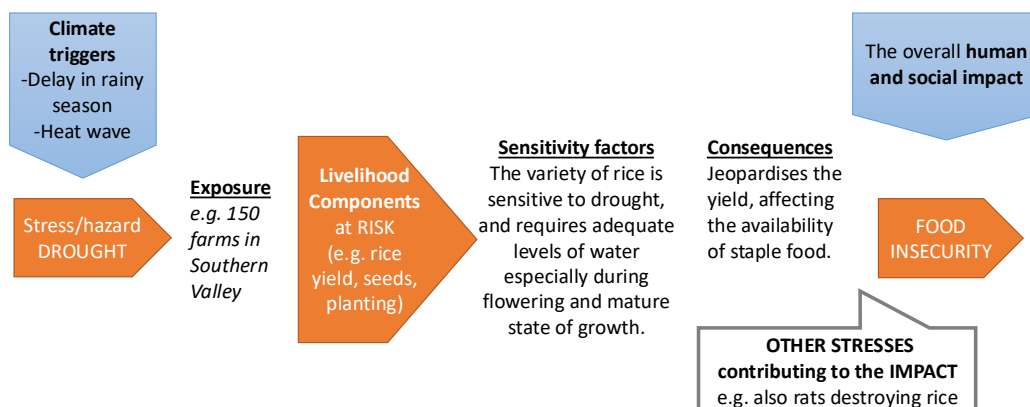 Climate
triggers
-Delay in rainy
season
-Heat wave
Stress/hazard
DROUGHT
Exposure
e.g. 150
farms in
Southern
Valley
Livelihood
Components
at RISK
(e.g. rice
yield, seeds,
planting)
Sensitivity factors
The variety of rice is
sensitive to drought,
and requires adequate
levels of water
especially during
flowering and mature
state of growth.
Consequences
Jeopardises the
yield, affecting
the availability
of staple food.
The overall human
and social impact
FOOD
INSECURITY
OTHER STRESSES
contributing to the IMPACT
e.g. also rats destroying rice